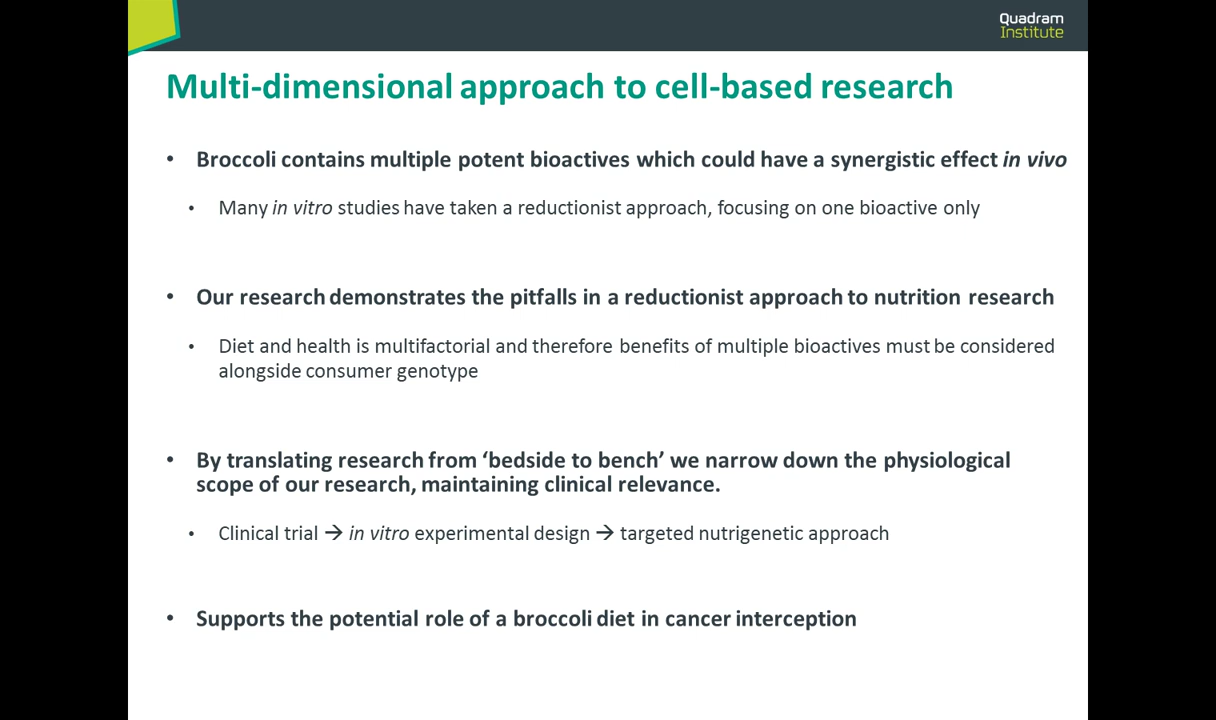 Quadram
Institute
Multi-dimensional approach to cell-based research
• Broccoli contains multiple potent bioactives which could have a synergistic effect in vivo
• Many in vitro studies have taken a reductionist approach, focusing on one bioactive only
• Our research demonstrates the pitfalls in a reductionist approach to nutrition research
• Diet and health is multifactorial and therefore benefits of multiple bioactives must be considered
alongside consumer genotype
• By translating research from ‘bedside to bench’ we narrow down the physiological
scope of our research, maintaining clinical relevance.
• Clinical trial → in vitro experimental design → targeted nutrigenetic approach
• Supports the potential role of a broccoli diet in cancer interception